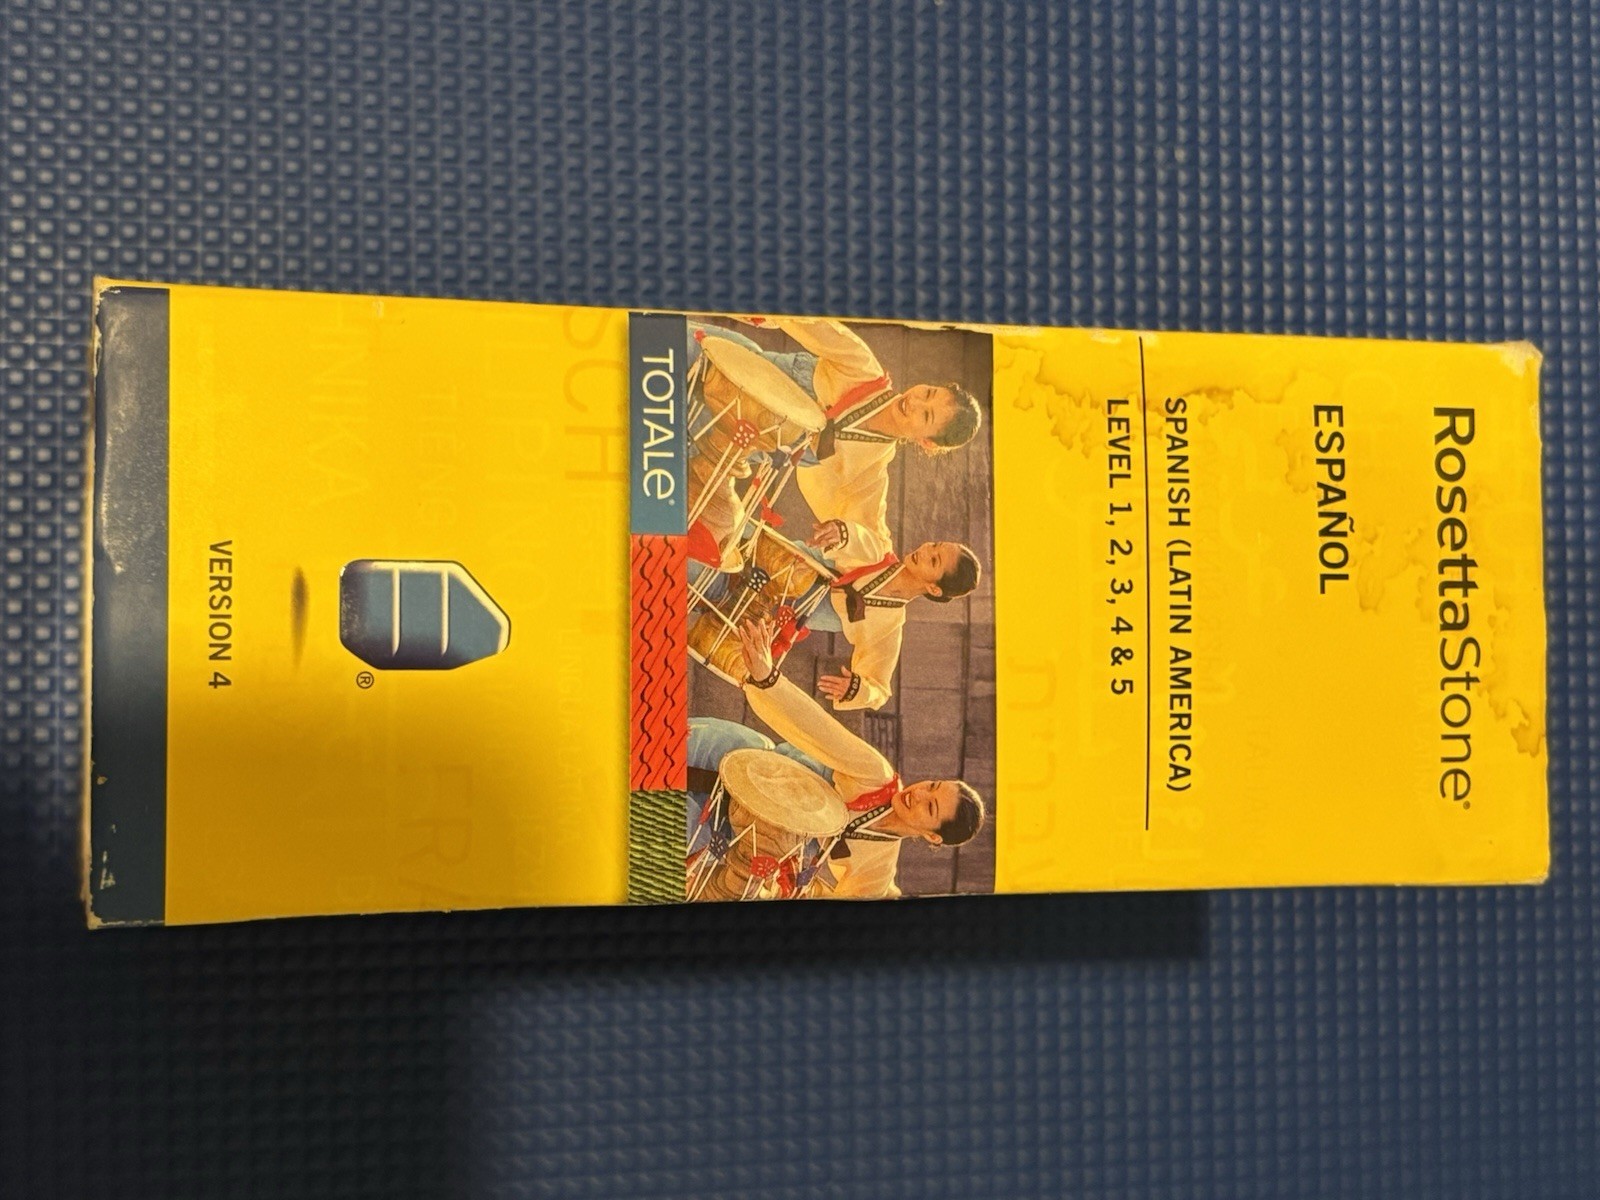 RosettaStone®
ESPAÑOL
SPANISH (LATIN AMERICA)
LEVEL 1, 2, 3, 4 & 5
TOTALe®
®
VERSION 4